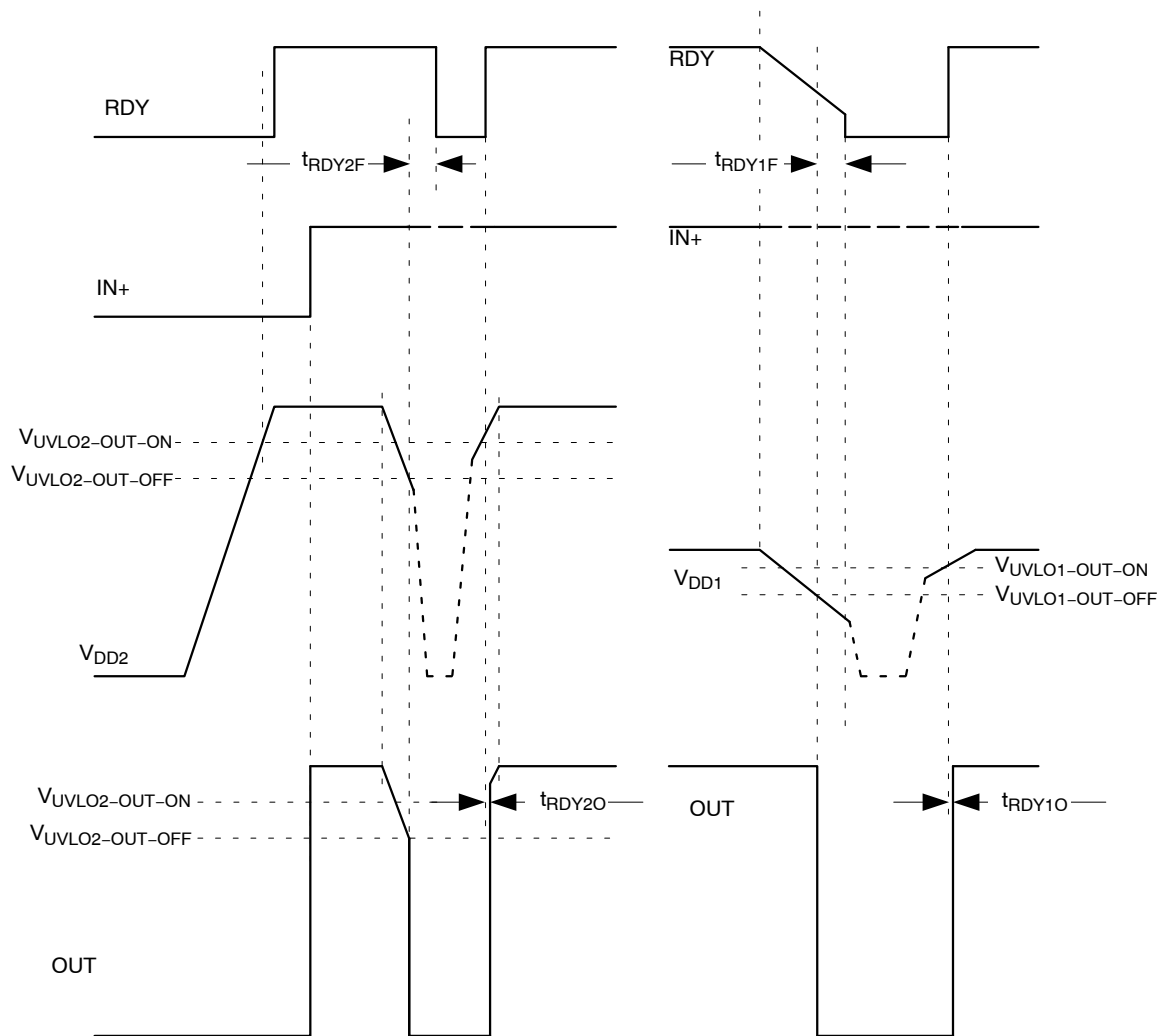 RDY
RDY
tRDY2F
tRDY1F
IN+
IN+
VUVLO2−OUT−ON
VUVLO2−OUT−OFF
VDD1
VUVLO1−OUT−ON
VUVLO1−OUT−OFF
VDD2
VUVLO2−OUT−ON
tRDY2O
OUT
tRDY1O
VUVLO2−OUT−OFF
OUT